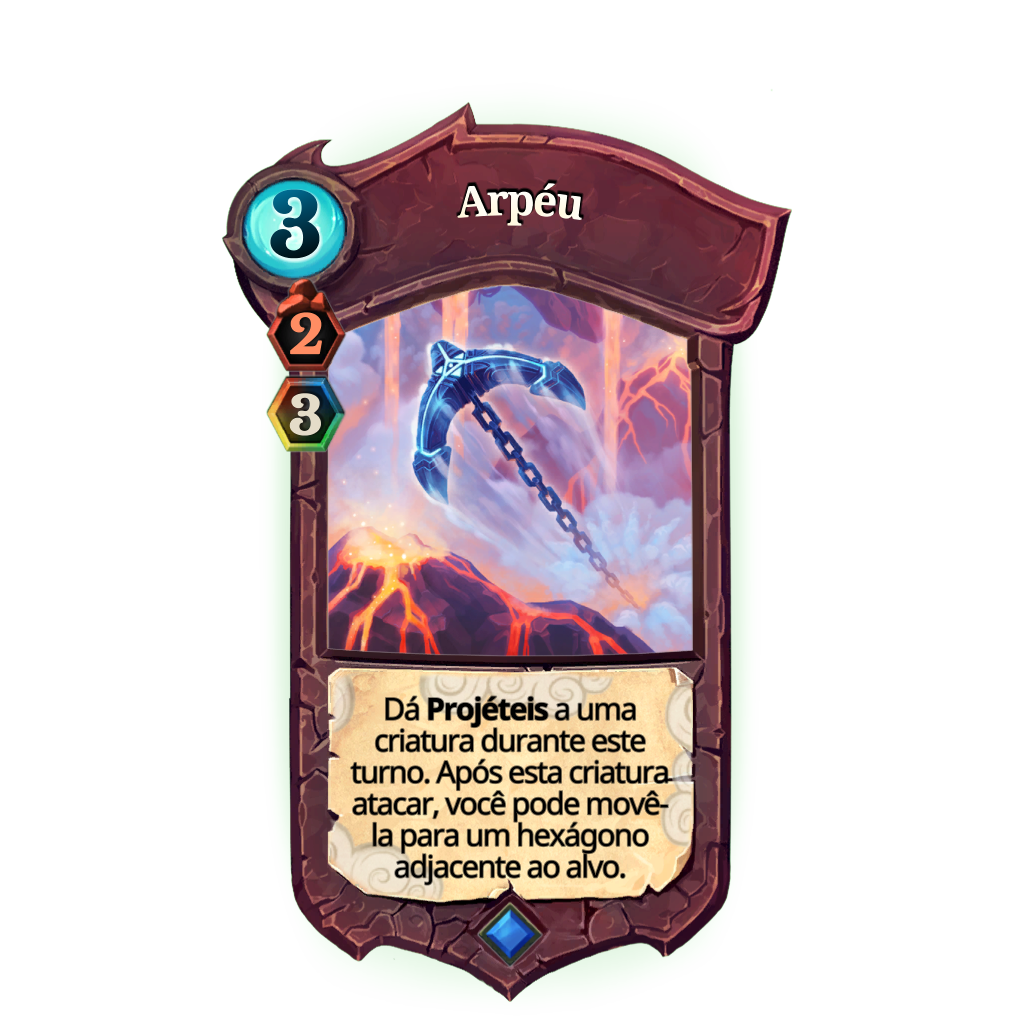 3
Arpéu
2
3
Dá Projéteis a uma
criatura durante este
turno. Após esta criatura
atacar, você pode movê-
la para um hexágono
adjacente ao alvo.